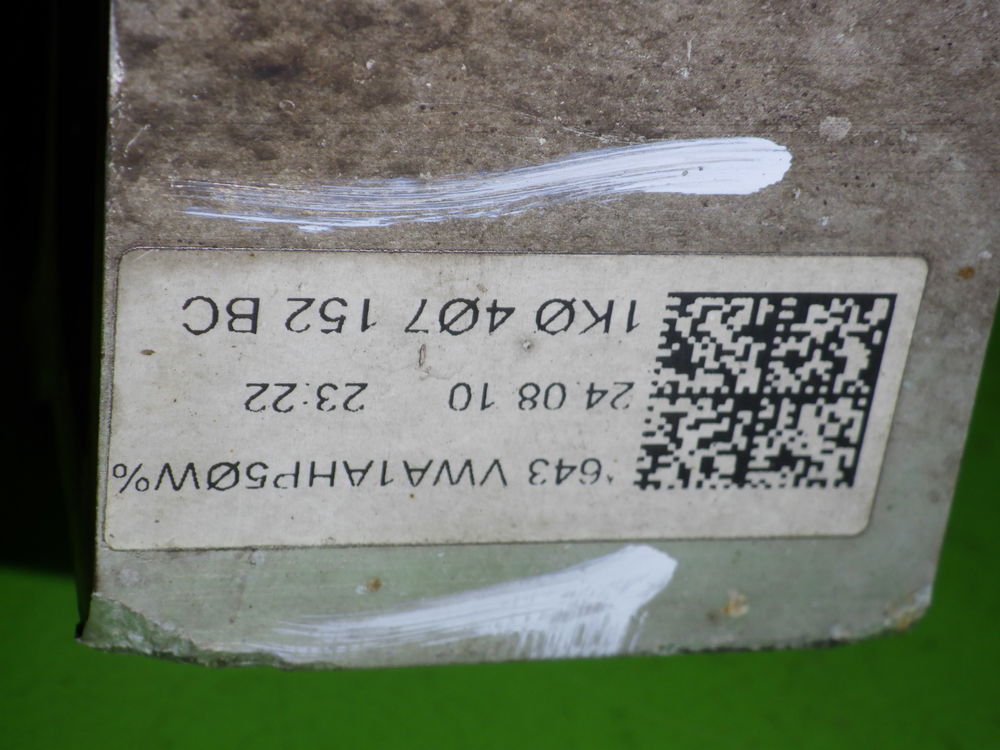 1KØ 4Ø7 152 BC
24 08 10 23:22
'643 VWA1AHP5ØW%